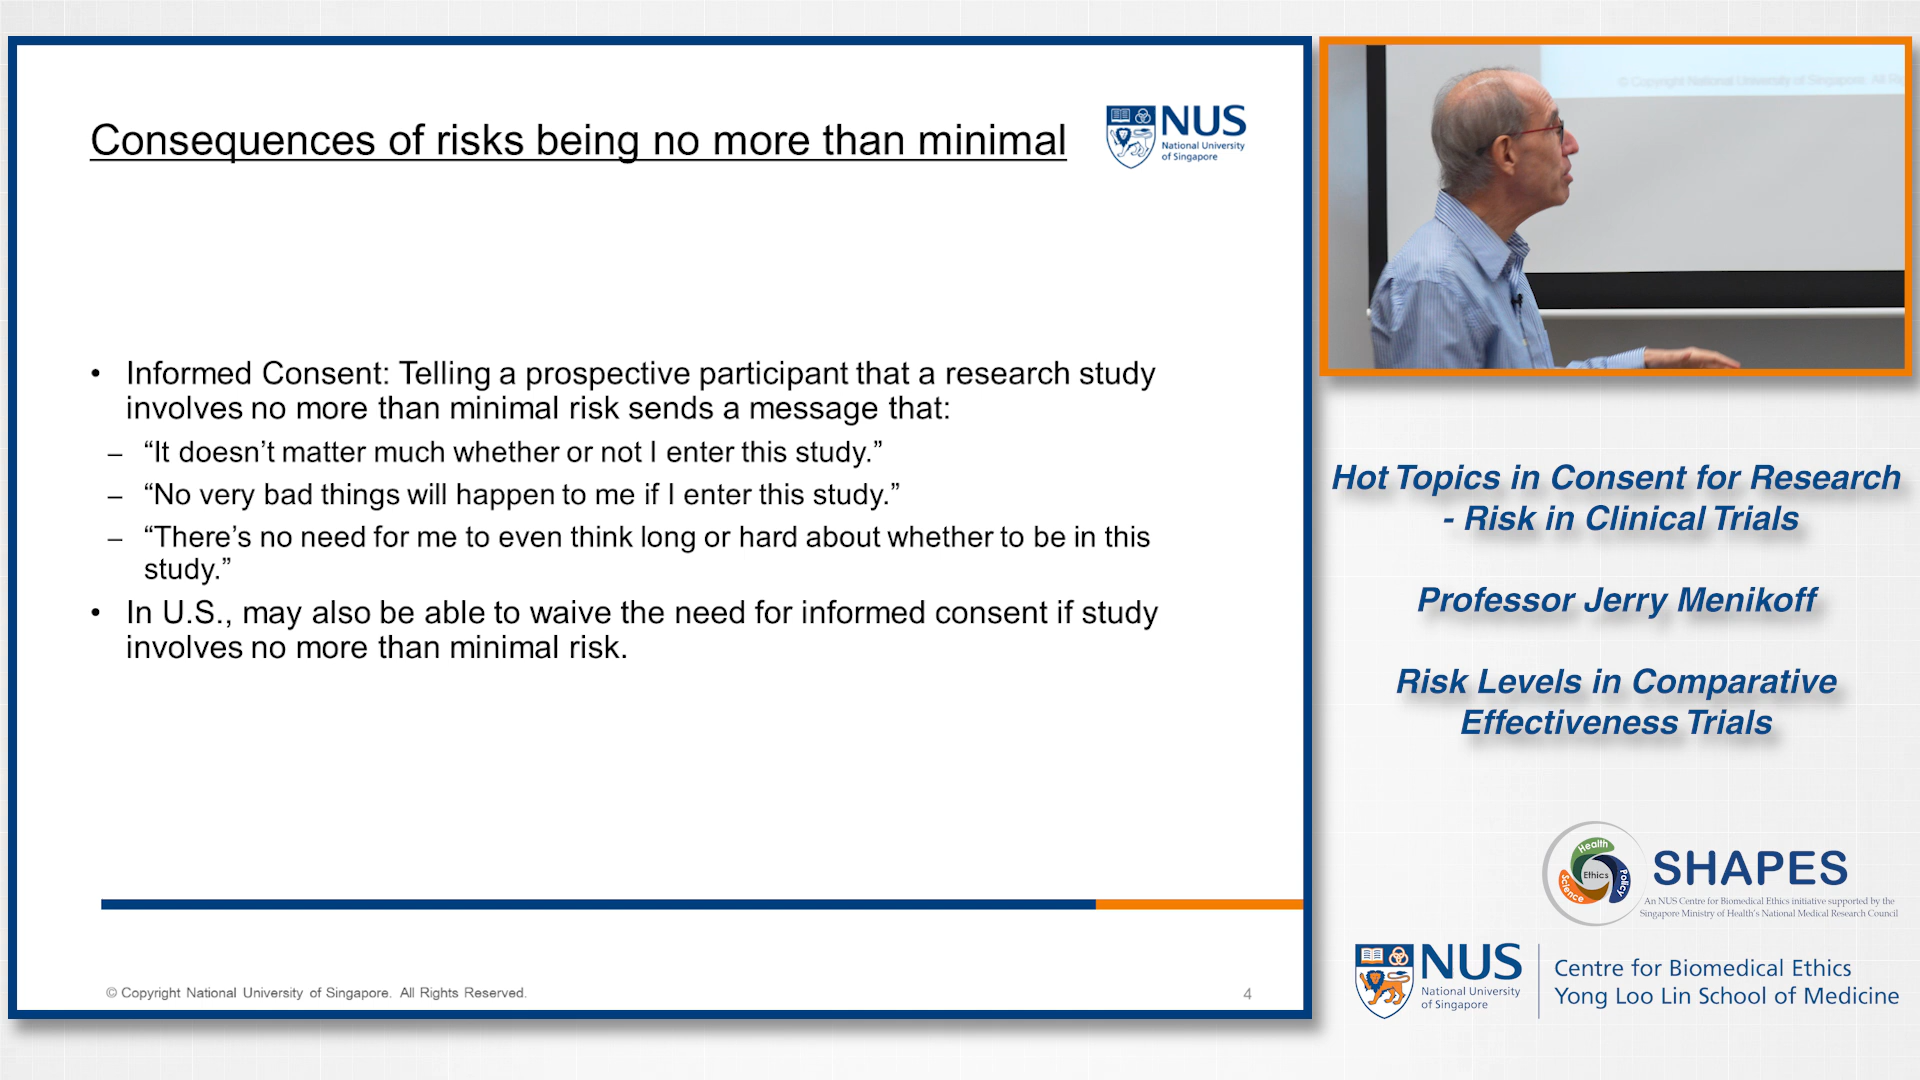 Consequences of risks being no more than minimal
NUS
National University
of Singapore
• Informed Consent: Telling a prospective participant that a research study
involves no more than minimal risk sends a message that:
– “It doesn’t matter much whether or not I enter this study.”
– “No very bad things will happen to me if I enter this study.”
– “There’s no need for me to even think long or hard about whether to be in this
study.”
• In U.S., may also be able to waive the need for informed consent if study
involves no more than minimal risk.
© Copyright National University of Singapore. All Rights Reserved.
4
© Copyright National University of Singapore. All
Hot Topics in Consent for Research
- Risk in Clinical Trials
Professor Jerry Menikoff
Risk Levels in Comparative
Effectiveness Trials
Health
Ethics
Science
Policy
SHAPES
An NUS Centre for Biomedical Ethics initiative supported by the
Singapore Ministry of Health’s National Medical Research Council
NUS
National University
of Singapore
Centre for Biomedical Ethics
Yong Loo Lin School of Medicine